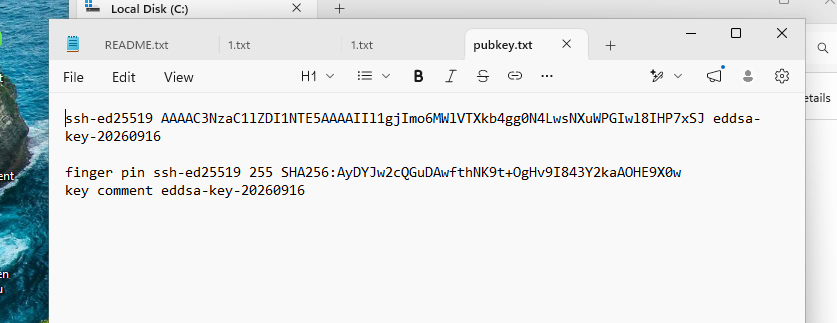 Local Disk (C:)
README.txt
1.txt
1.txt
pubkey.txt
File
Edit
View
H1
B
I
S
ssh-ed25519 AAAAC3NzaC1lZDI1NTE5AAAAIIl1gjImo6MWlVTXkb4gg0N4LwsNXuWPGIwl8IHP7xSJ eddsa-
key-20260916
finger pin ssh-ed25519 255 SHA256:AyDYJw2cQGuDAwfthNK9t+OgHv9I843Y2kaAOHE9X0w
key comment eddsa-key-20260916
etails
ent
en
u